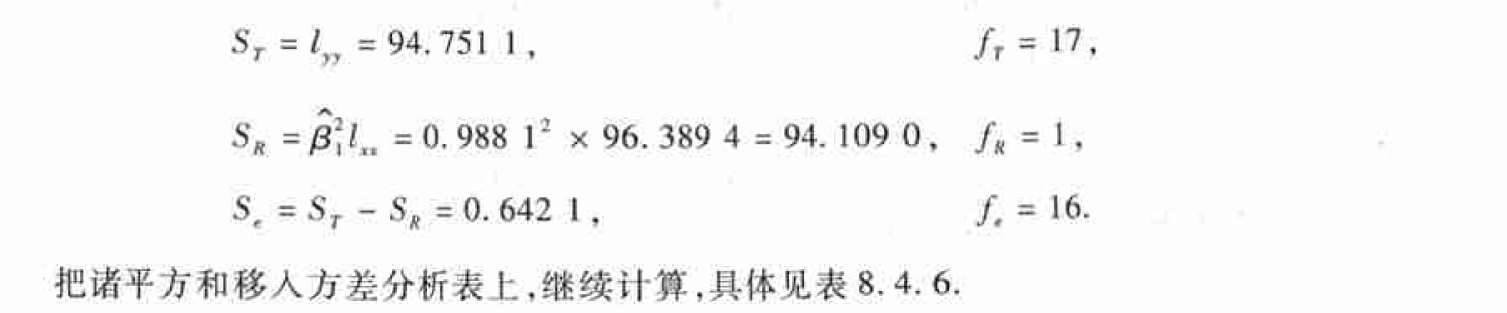 S_T = l_{yy} = 94.751 1, f_T = 17,
S_R = \hat{β}_1^2 l_{xx} = 0.988 1^2 × 96.389 4 = 94.109 0, f_R = 1,
S_e = S_T − S_R = 0.642 1, f_e = 16.
把诸平方和移入方差分析表上,继续计算,具体见表 8.4.6.